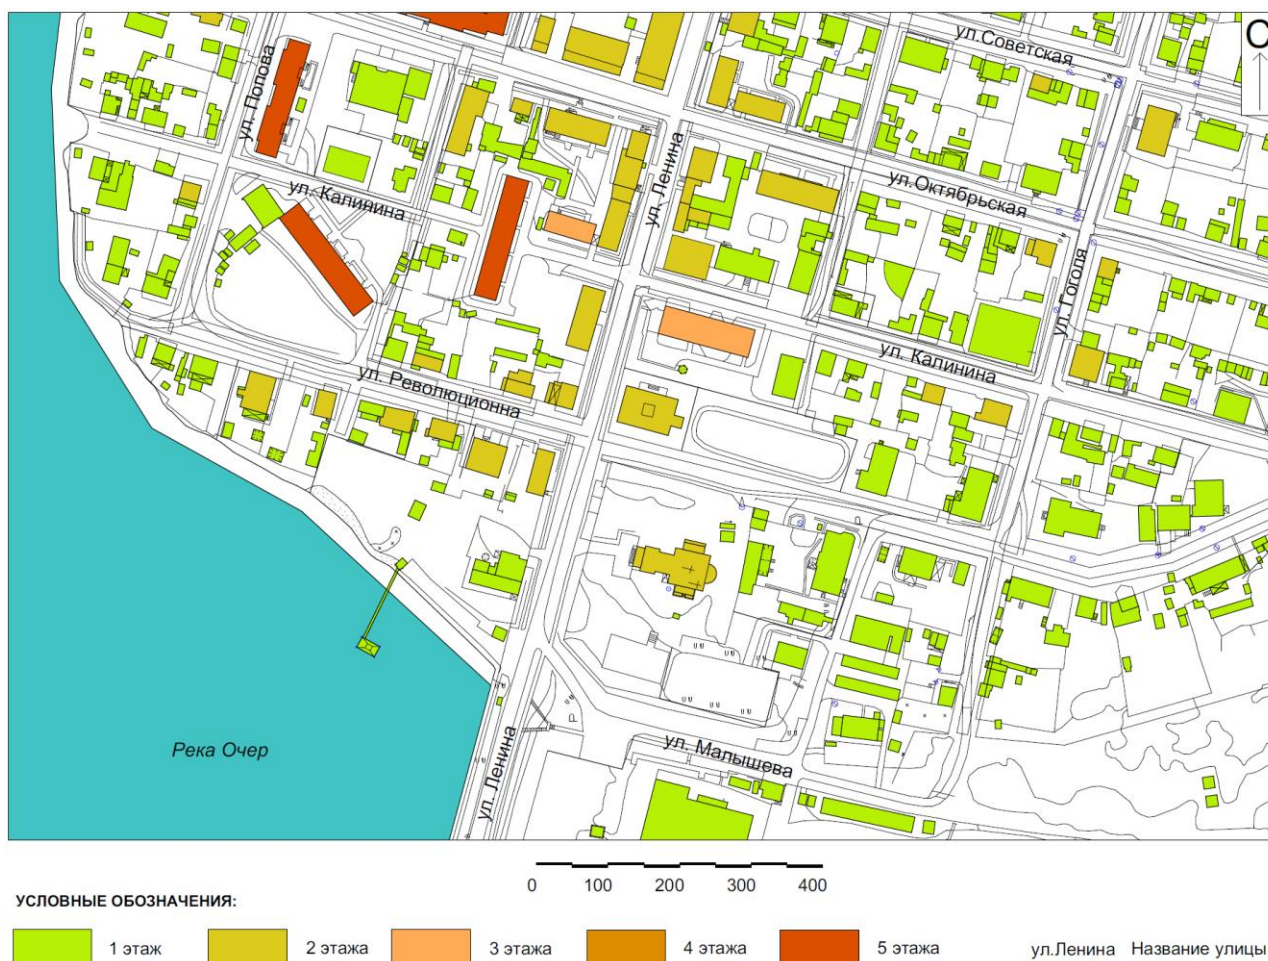 ул.Советская
С
ул. Попова
ул. Ленина
ул. Калинина
ул.Октябрьская
ул. Гоголя
ул. Калинина
ул. Революционна
Река Очер
ул. Ленина
Р
ул. Малышева
0 100 200 300 400
УСЛОВНЫЕ ОБОЗНАЧЕНИЯ:
1 этаж 2 этажа 3 этажа 4 этажа 5 этажа ул.Ленина Название улицы